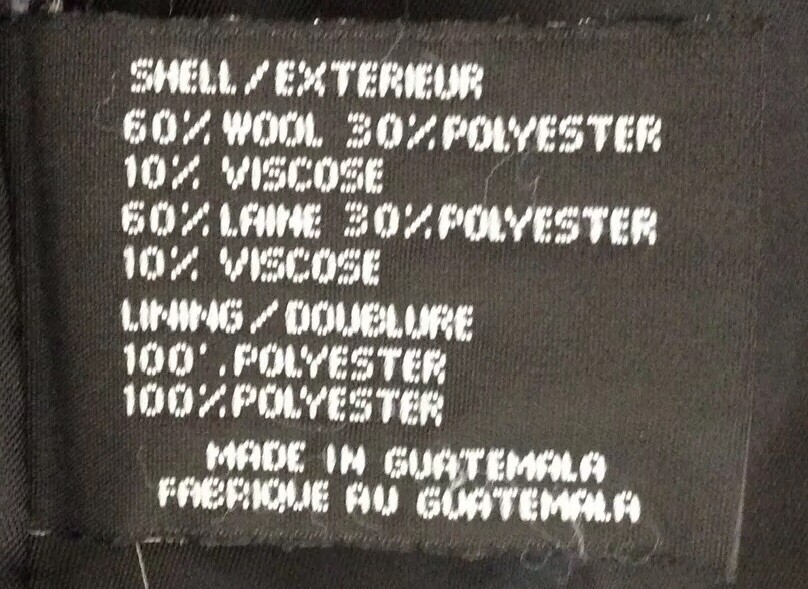 SHELL/EXTERIEUR
60% WOOL 30%POLYESTER
10% VISCOSE
60% LAINE 30%POLYESTER
10% VISCOSE
LINING/DOUBLURE
100%POLYESTER
100%POLYESTER
MADE IN GUATEMALA
FABRIQUE AU GUATEMALA